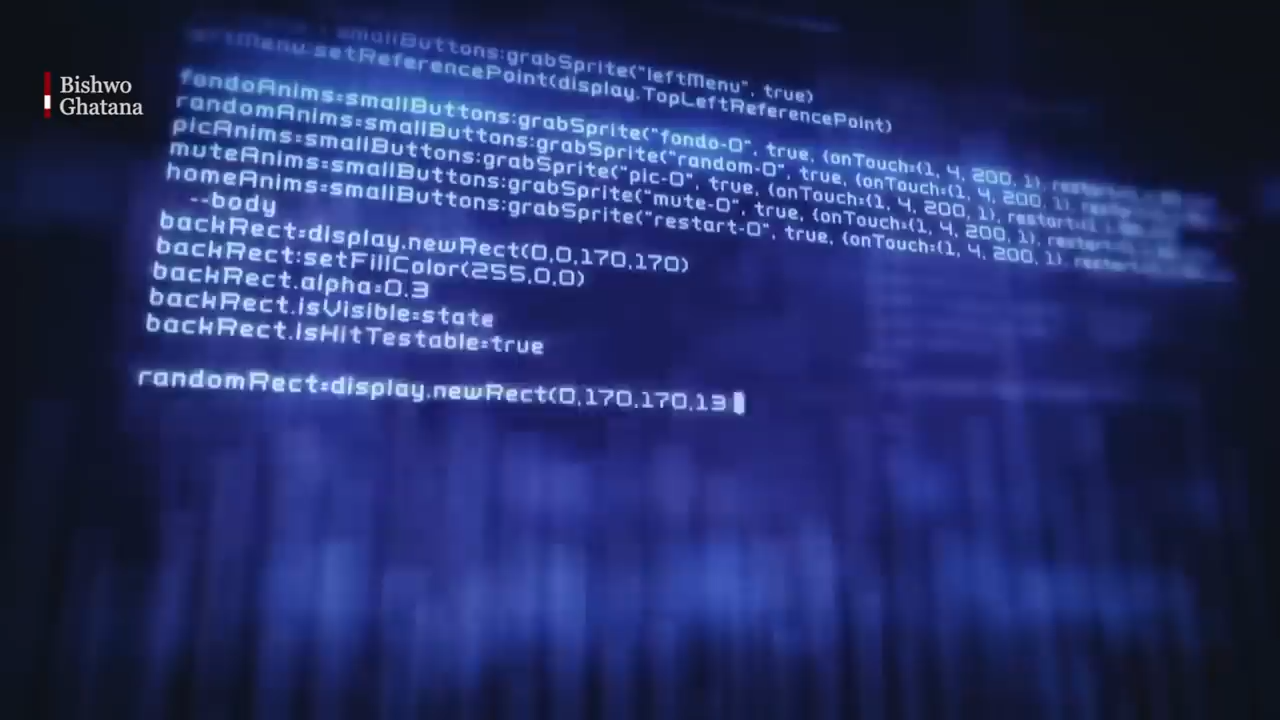 Bishwo
Ghatana
smallButtons:grabSprite("leftMenu", true)
setReferencePoint(display.TopLeftReferencePoint)
fondoAnims=smallButtons:grabSprite("fondo-0", true, {onTouch={1, 4, 200, 1},
randomAnims=smallButtons:grabSprite("random-0", true, {onTouch={1, 4, 200, 1},
picAnims=smallButtons:grabSprite("pic-0", true, {onTouch={1, 4, 200, 1},
muteAnims=smallButtons:grabSprite("mute-0", true, {onTouch={1, 4, 200, 1},
homeAnims=smallButtons:grabSprite("restart-0", true, {onTouch={1, 4, 200, 1},
--body
backRect=display.newRect(0,0,170,170)
backRect:setFillColor(255,0,0)
backRect.alpha=0.3
backRect.isVisible=state
backRect.isHitTestable=true
randomRect=display.newRect(0,170,170,13